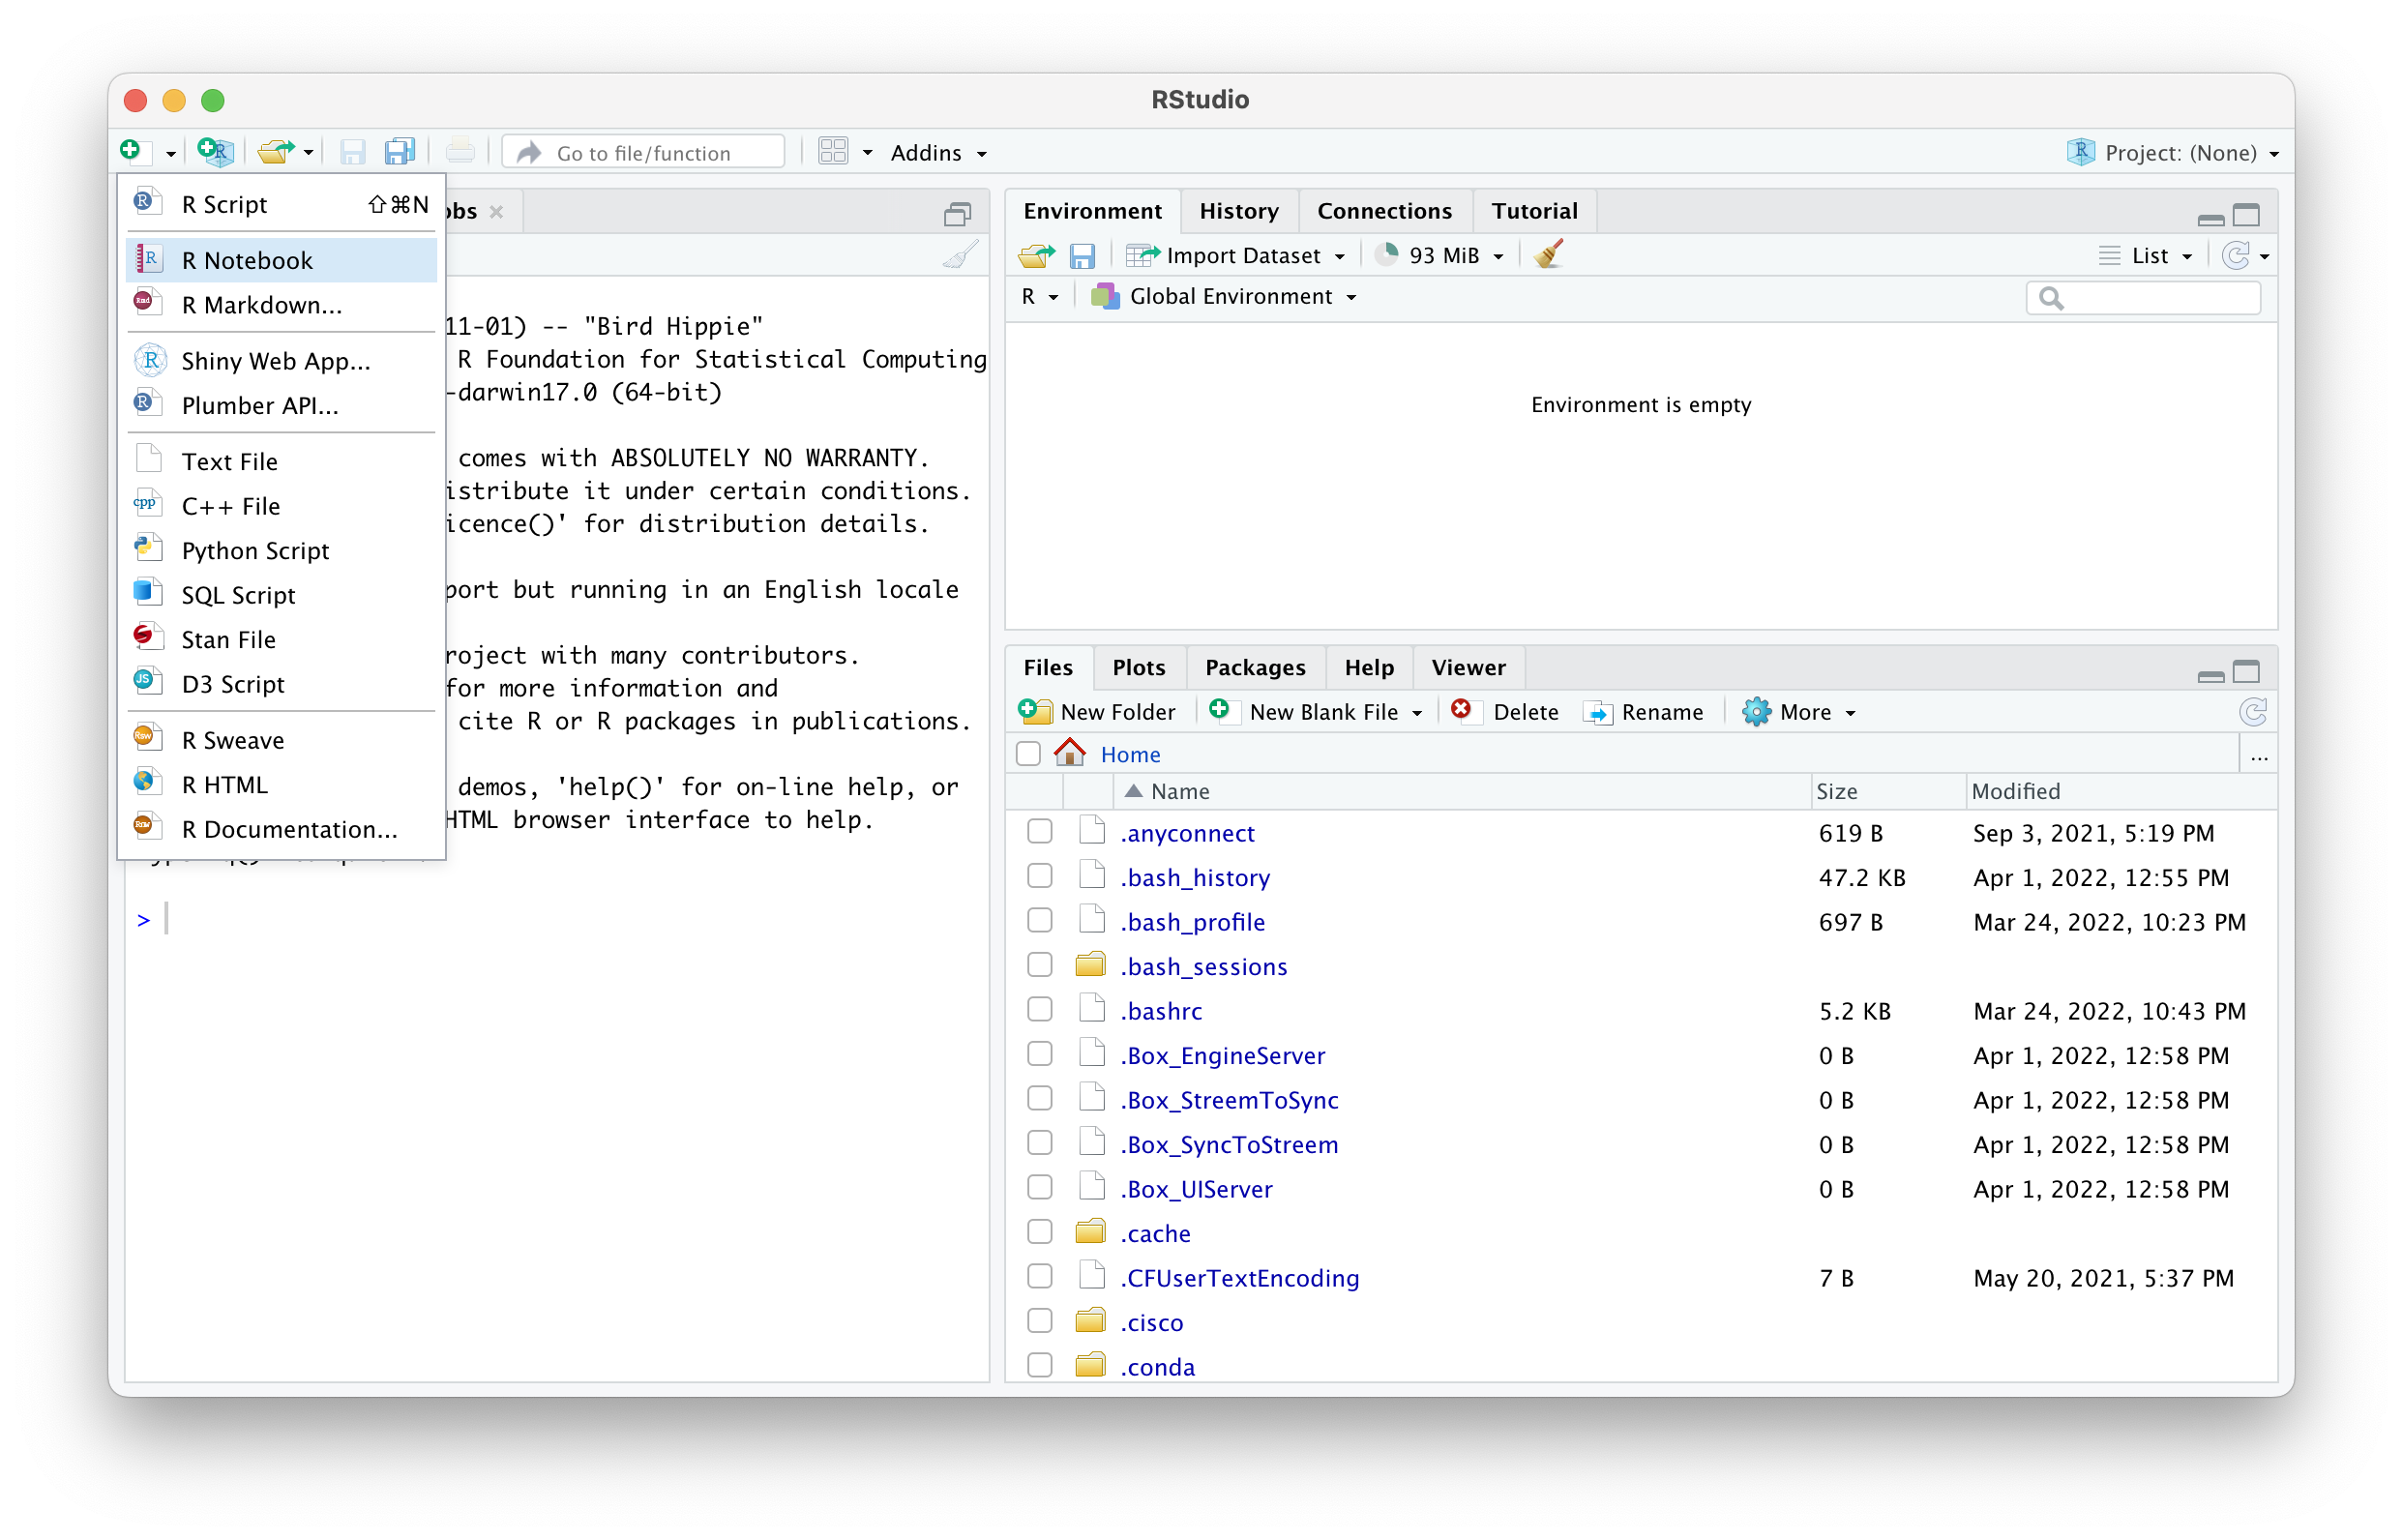 RStudio
Go to file/function
Addins
Project: (None)
R Script ⇧⌘N
R Notebook
R Markdown...
Shiny Web App...
Plumber API...
Text File
C++ File
Python Script
SQL Script
Stan File
D3 Script
R Sweave
R HTML
R Documentation...
obs
11-01) -- "Bird Hippie"
R Foundation for Statistical Computing
-darwin17.0 (64-bit)
comes with ABSOLUTELY NO WARRANTY.
istribute it under certain conditions.
icence()' for distribution details.
port but running in an English locale
roject with many contributors.
for more information and
cite R or R packages in publications.
demos, 'help()' for on-line help, or
HTML browser interface to help.
>
Environment History Connections Tutorial
Import Dataset 93 MiB List
R Global Environment
Environment is empty
Files Plots Packages Help Viewer
New Folder New Blank File Delete Rename More
Home ...
Name Size Modified
.anyconnect 619 B Sep 3, 2021, 5:19 PM
.bash_history 47.2 KB Apr 1, 2022, 12:55 PM
.bash_profile 697 B Mar 24, 2022, 10:23 PM
.bash_sessions
.bashrc 5.2 KB Mar 24, 2022, 10:43 PM
.Box_EngineServer 0 B Apr 1, 2022, 12:58 PM
.Box_StreemToSync 0 B Apr 1, 2022, 12:58 PM
.Box_SyncToStreem 0 B Apr 1, 2022, 12:58 PM
.Box_UIServer 0 B Apr 1, 2022, 12:58 PM
.cache
.CFUserTextEncoding 7 B May 20, 2021, 5:37 PM
.cisco
.conda